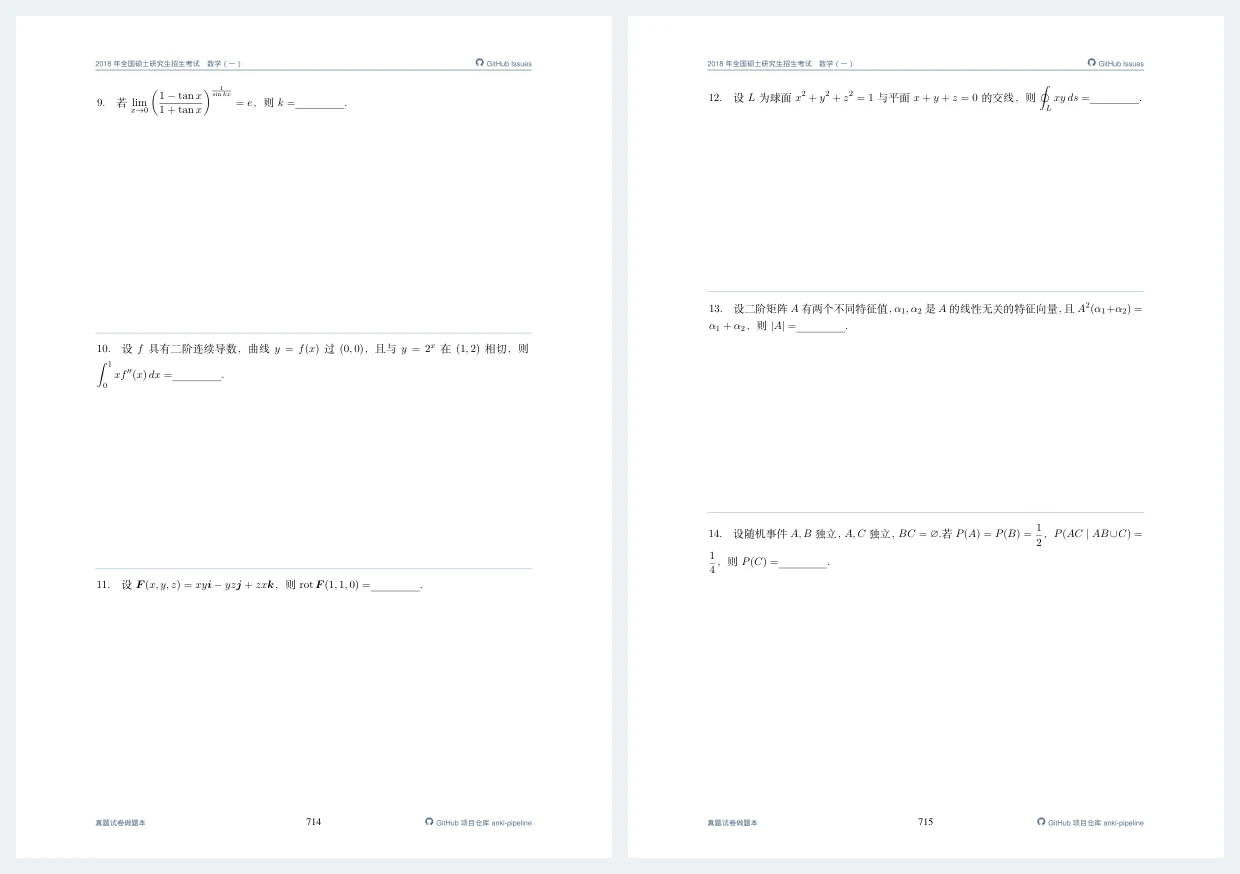 2018 年全国硕士研究生招生考试　数学（一）　GitHub Issues
9.　若 $\lim_{x\to 0}\left(\frac{1-\tan x}{1+\tan x}\right)^{\frac{1}{\sin kx}} = e$，则 $k =$________.
10.　设 $f$ 具有二阶连续导数，曲线 $y = f(x)$ 过 $(0,0)$，且与 $y = 2^x$ 在 $(1,2)$ 相切，则
$\int_0^1 xf''(x)\,dx =$________.
11.　设 $\boldsymbol{F}(x,y,z) = xy\boldsymbol{i} - yz\boldsymbol{j} + zx\boldsymbol{k}$，则 $\operatorname{rot}\boldsymbol{F}(1,1,0) =$________.
真题试卷做题本　714　GitHub 项目仓库 anki-pipeline
2018 年全国硕士研究生招生考试　数学（一）　GitHub Issues
12.　设 $L$ 为球面 $x^2+y^2+z^2=1$ 与平面 $x+y+z=0$ 的交线，则 $\oint_L xy\,ds =$________.
13.　设二阶矩阵 $A$ 有两个不同特征值，$\alpha_1,\alpha_2$ 是 $A$ 的线性无关的特征向量，且 $A^2(\alpha_1+\alpha_2) =$
$\alpha_1+\alpha_2$，则 $|A| =$________.
14.　设随机事件 $A,B$ 独立，$A,C$ 独立，$BC=\varnothing$.若 $P(A)=P(B)=\frac{1}{2}$，$P(AC \mid AB\cup C) =$
$\frac{1}{4}$，则 $P(C) =$________.
真题试卷做题本　715　GitHub 项目仓库 anki-pipeline